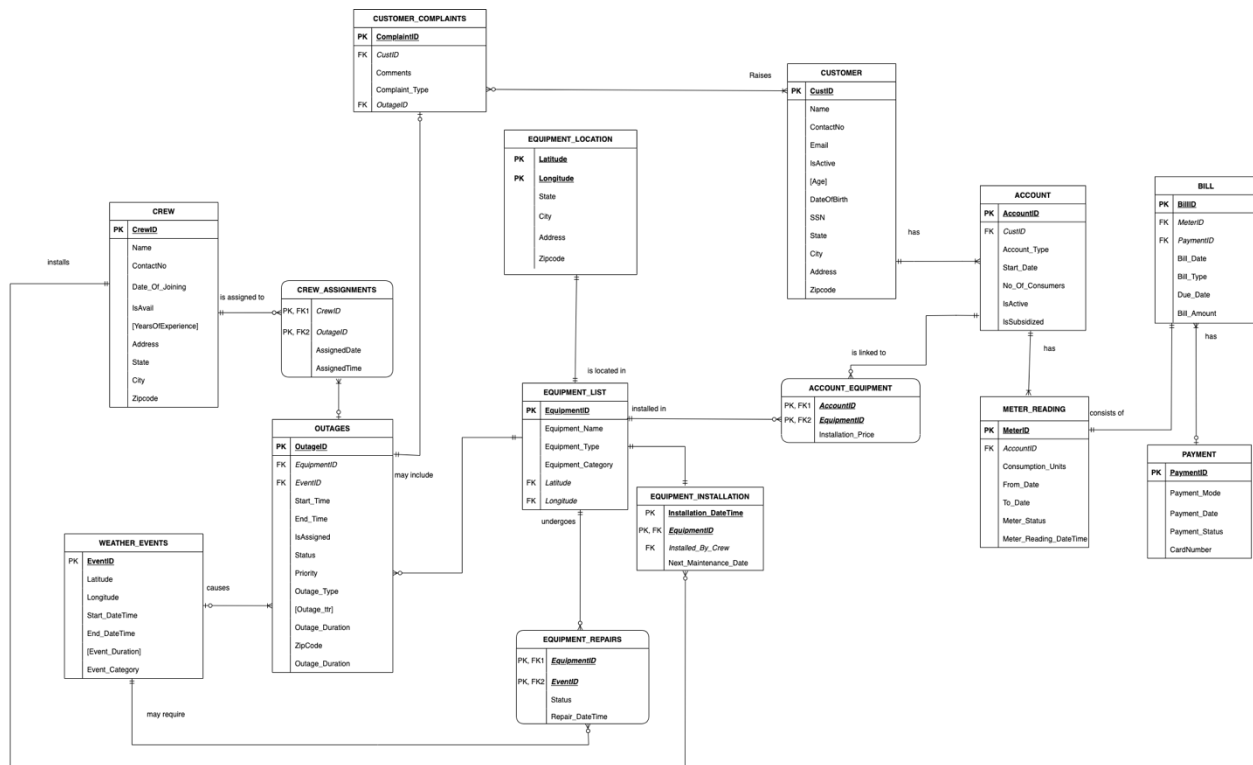 CUSTOMER_COMPLAINTS
PK ComplaintID
FK CustID
Comments
Complaint_Type
FK OutageID
Raises
CUSTOMER
PK CustID
Name
ContactNo
Email
IsActive
[Age]
DateOfBirth
SSN
State
City
Address
Zipcode
EQUIPMENT_LOCATION
PK Latitude
PK Longitude
State
City
Address
Zipcode
ACCOUNT
PK AccountID
FK CustID
Account_Type
Start_Date
No_Of_Consumers
IsActive
IsSubsidized
has
BILL
PK BillID
FK MeterID
FK PaymentID
Bill_Date
Bill_Type
Due_Date
Bill_Amount
CREW
PK CrewID
Name
ContactNo
Date_Of_Joining
IsAvail
[YearsOfExperience]
Address
State
City
Zipcode
installs
is assigned to
CREW_ASSIGNMENTS
PK, FK1 CrewID
PK, FK2 OutageID
AssignedDate
AssignedTime
is located in
is linked to
has
has
EQUIPMENT_LIST
PK EquipmentID
Equipment_Name
Equipment_Type
Equipment_Category
FK Latitude
FK Longitude
installed in
ACCOUNT_EQUIPMENT
PK, FK1 AccountID
PK, FK2 EquipmentID
Installation_Price
METER_READING
PK MeterID
FK AccountID
Consumption_Units
From_Date
To_Date
Meter_Status
Meter_Reading_DateTime
consists of
PAYMENT
PK PaymentID
Payment_Mode
Payment_Date
Payment_Status
CardNumber
OUTAGES
PK OutageID
FK EquipmentID
FK EventID
Start_Time
End_Time
IsAssigned
Status
Priority
Outage_Type
[Outage_ttr]
Outage_Duration
ZipCode
Outage_Duration
may include
undergoes
EQUIPMENT_INSTALLATION
PK Installation_DateTime
PK, FK EquipmentID
FK Installed_By_Crew
Next_Maintenance_Date
WEATHER_EVENTS
PK EventID
Latitude
Longitude
Start_DateTime
End_DateTime
[Event_Duration]
Event_Category
causes
EQUIPMENT_REPAIRS
PK, FK1 EquipmentID
PK, FK2 EventID
Status
Repair_DateTime
may require